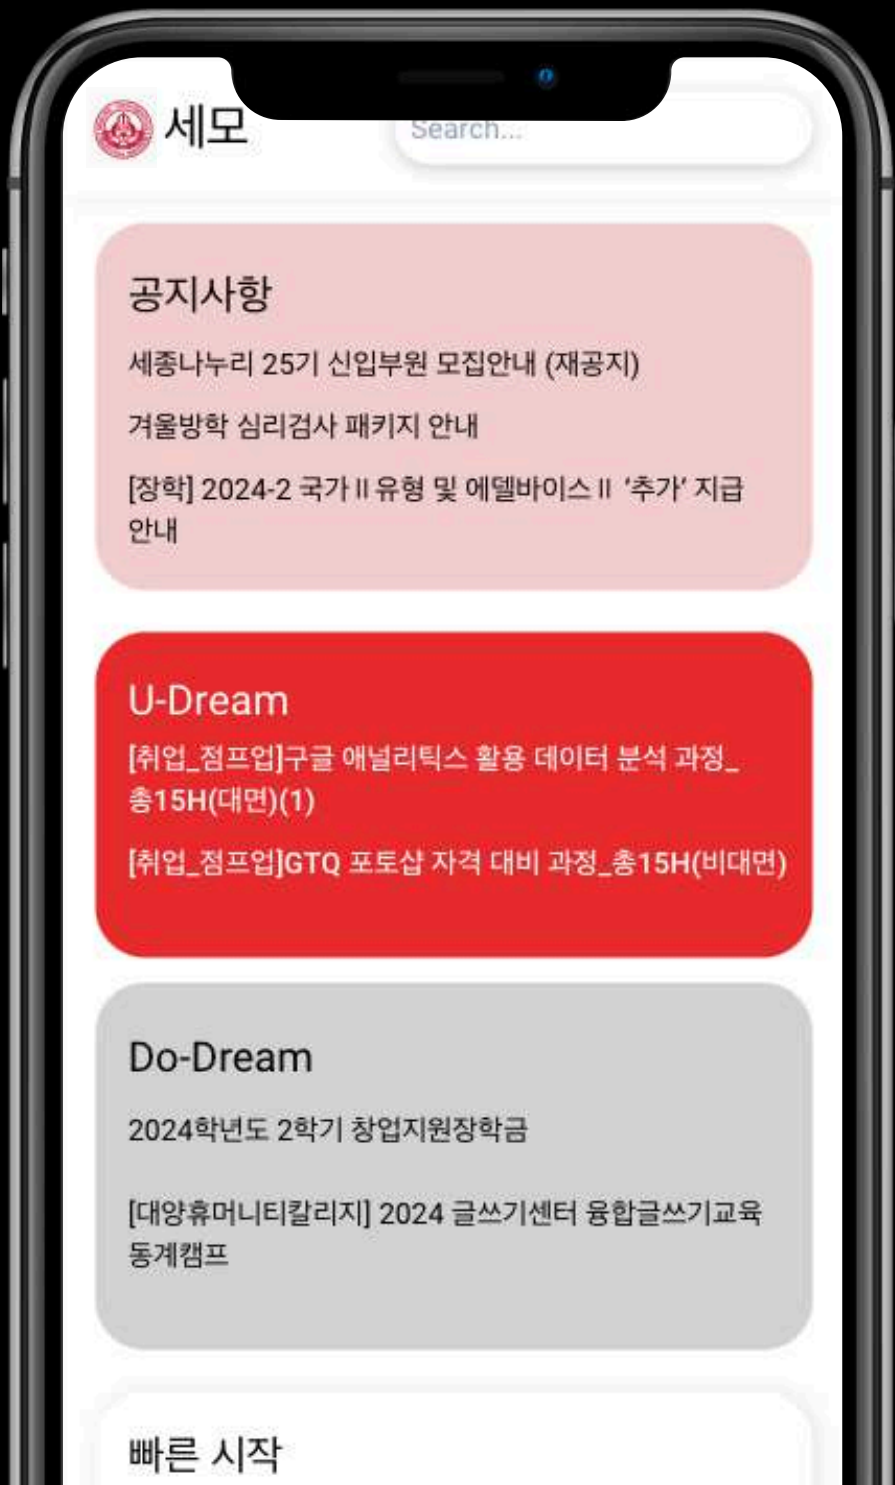 세모
Search...
공지사항
세종나누리 25기 신입부원 모집안내 (재공지)
겨울방학 심리검사 패키지 안내
[장학] 2024-2 국가Ⅱ유형 및 에델바이스Ⅱ ‘추가’ 지급
안내
U-Dream
[취업_점프업]구글 애널리틱스 활용 데이터 분석 과정_
총15H(대면)(1)
[취업_점프업]GTQ 포토샵 자격 대비 과정_총15H(비대면)
Do-Dream
2024학년도 2학기 창업지원장학금
[대양휴머니티칼리지] 2024 글쓰기센터 융합글쓰기교육
동계캠프
빠른 시작